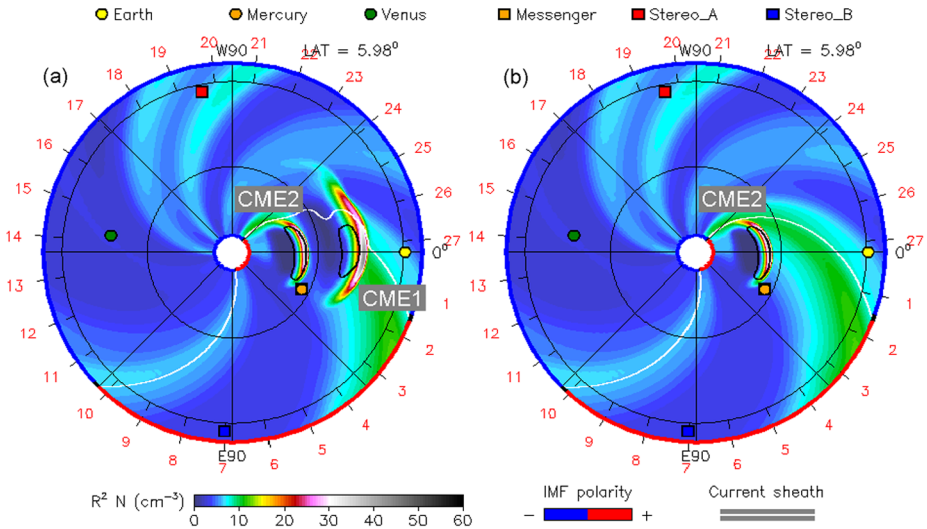 Earth Mercury Venus Messenger Stereo_A Stereo_B
(a) W90 LAT = 5.98⁰
14 15 16 17 18 19 20 21 22 23 24 25 26 27
0⁰
13 12 11 10 9 8 7 6 5 4 3 2 1
E90
CME2
CME1
(b) W90 LAT = 5.98⁰
14 15 16 17 18 19 20 21 22 23 24 25 26 27
0⁰
13 12 11 10 9 8 7 6 5 4 3 2 1
E90
CME2
R² N (cm⁻³)
0 10 20 30 40 50 60
IMF polarity
− +
Current sheath